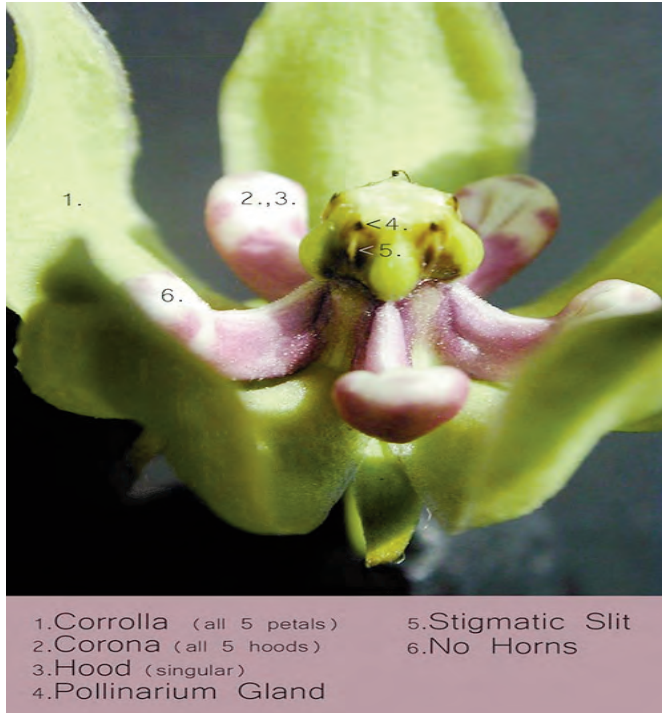 1.
2.,3.
<4.
<5.
6.
1.Corrolla (all 5 petals)
2.Corona (all 5 hoods)
3.Hood (singular)
4.Pollinarium Gland
5.Stigmatic Slit
6.No Horns